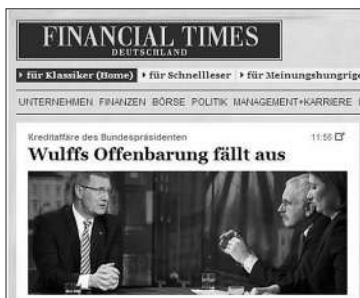 FINANCIAL TIMES
DEUTSCHLAND
für Klassiker (Home) für Schnellleser für Meinungshungrige
UNTERNEHMEN FINANZEN BÖRSE POLITIK MANAGEMENT+KARRIERE
Kreditaffäre des Bundespräsidenten 11:56
Wulffs Offenbarung fällt aus